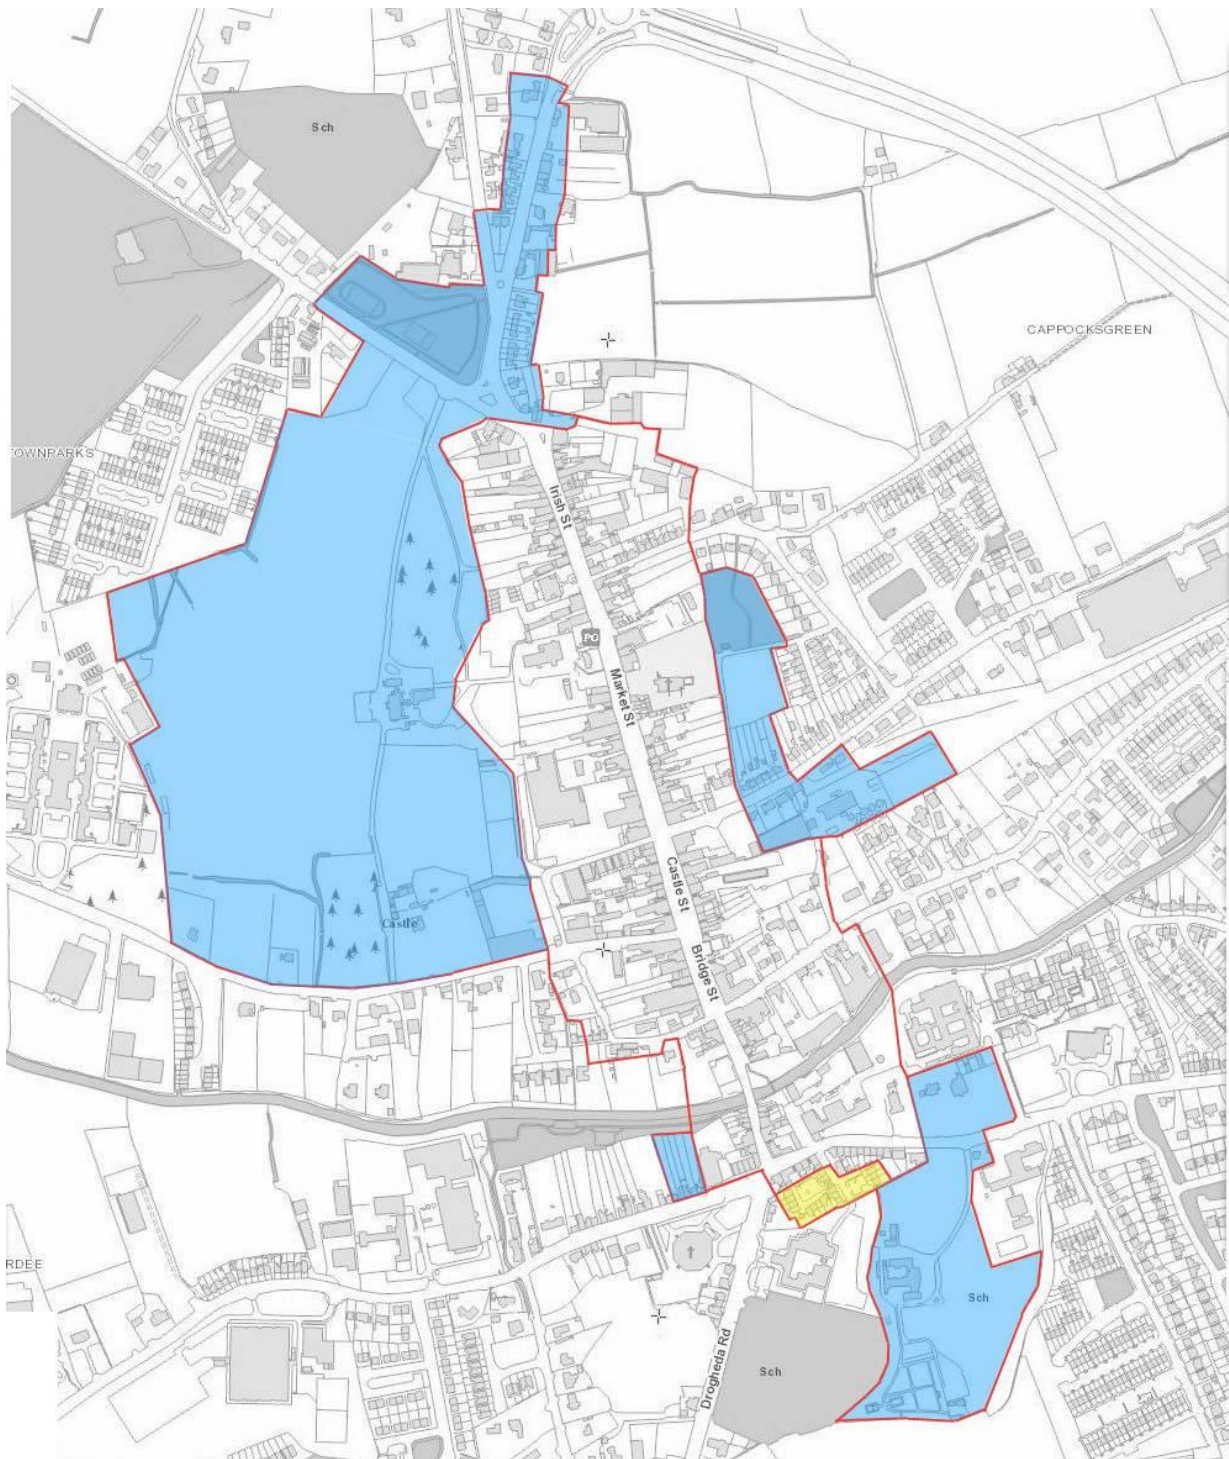 Sch
CAPPOCKSGREEN
TOWNPARKS
Irish St
PO
Market St
Castle St
Castle
Bridge St
RDEE
Sch
Drogheda Rd
Sch